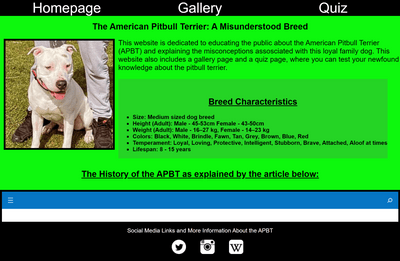 Homepage Gallery Quiz
The American Pitbull Terrier: A Misunderstood Breed
This website is dedicated to educating the public about the American Pitbull Terrier
(APBT) and explaining the misconceptions associated with this loyal family dog. This
website also includes a gallery page and a quiz page, where you can test your newfound
knowledge about the pitbull terrier.
Breed Characteristics
• Size: Medium sized dog breed
• Height (Adult): Male - 45-53cm Female - 43-50cm
• Weight (Adult): Male - 16–27 kg, Female - 14–23 kg
• Colors: Black, White, Brindle, Fawn, Tan, Grey, Brown, Blue, Red
• Temperament: Loyal, Loving, Protective, Intelligent, Stubborn, Brave, Attached, Aloof at times
• Lifespan: 8 - 15 years
The History of the APBT as explained by the article below:
Social Media Links and More Information About the APBT
W